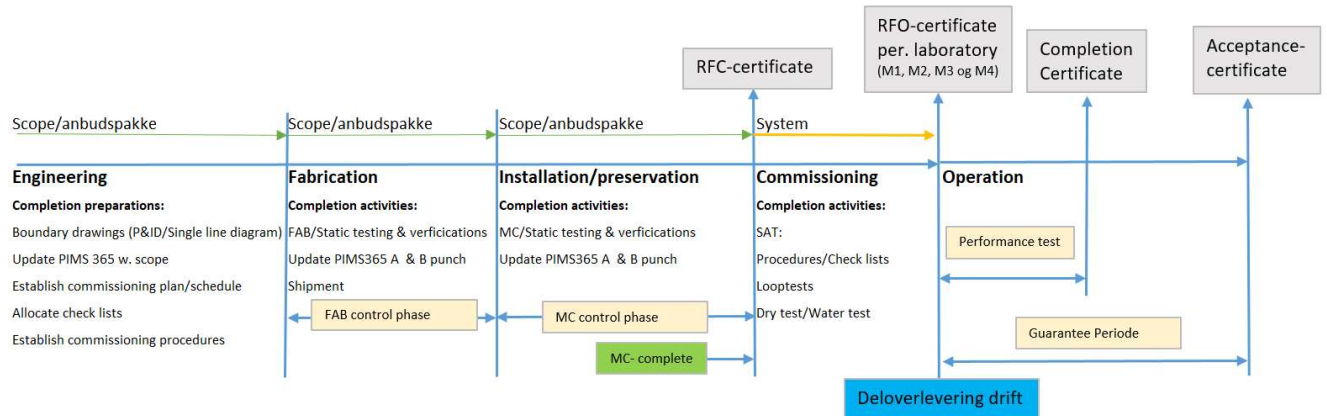 RFC-certificate
RFO-certificate
per. laboratory
(M1, M2, M3 og M4)
Completion
Certificate
Acceptance-
certificate
Scope/anbudspakke
Scope/anbudspakke
Scope/anbudspakke
System
Engineering
Completion preparations:
Boundary drawings (P&ID/Single line diagram)
Update PIMS 365 w. scope
Establish commissioning plan/schedule
Allocate check lists
Establish commissioning procedures
Fabrication
Completion activities:
FAB/Static testing & verficications
Update PIMS365 A & B punch
Shipment
FAB control phase
Installation/preservation
Completion activities:
MC/Static testing & verficications
Update PIMS365 A & B punch
MC control phase
MC- complete
Commissioning
Completion activities:
SAT:
Procedures/Check lists
Looptests
Dry test/Water test
Operation
Performance test
Guarantee Periode
Deloverlevering drift